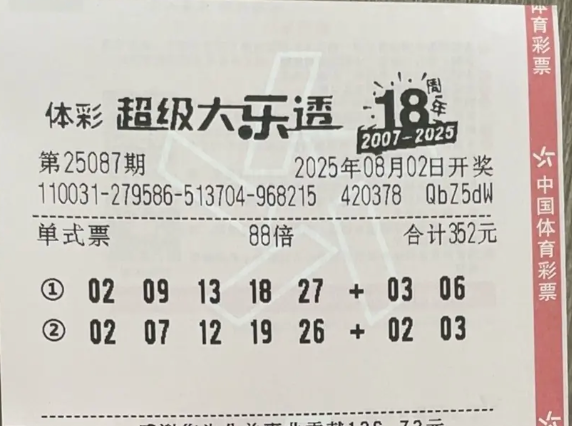 体彩 超级大乐透 18周年
2007-2025
第25087期 2025年08月02日开奖
110031-279586-513704-968215 420378 QbZ5dW
单式票 88倍 合计352元
① 02 09 13 18 27 + 03 06
② 02 07 12 19 26 + 02 03
体育彩票
中国体育彩票